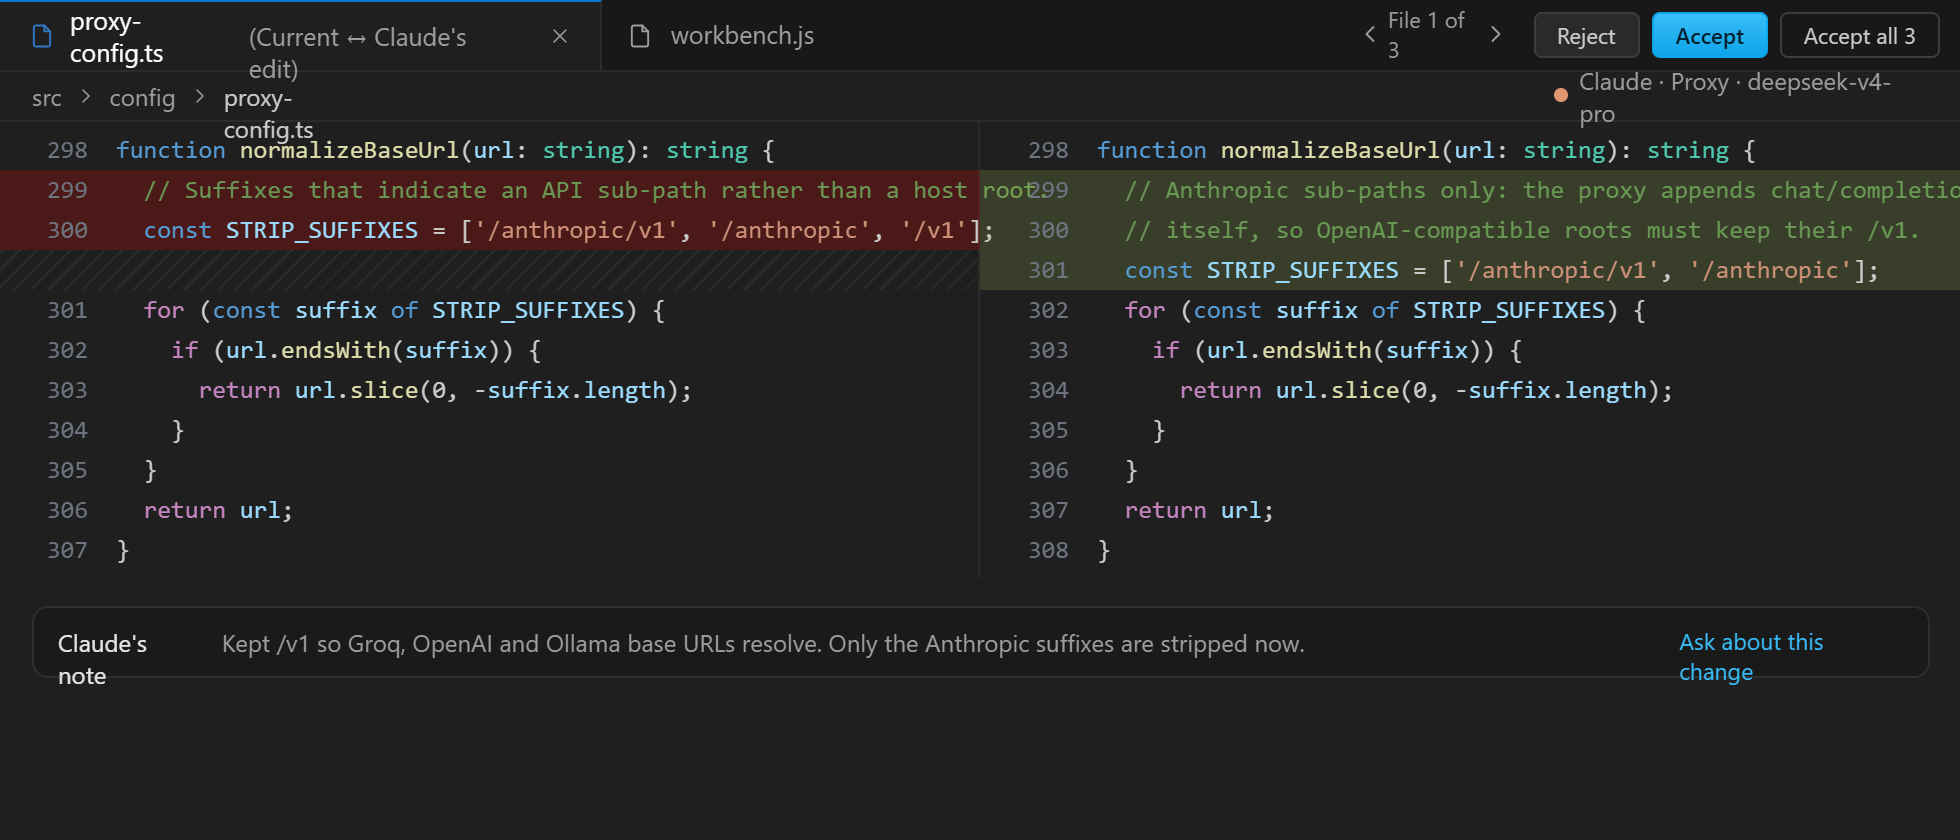 proxy-
config.ts
(Current ↔ Claude's
edit)
workbench.js
File 1 of
3
Reject
Accept
Accept all 3
src > config > proxy-
config.ts
Claude · Proxy · deepseek-v4-
pro
298 function normalizeBaseUrl(url: string): string {
299   // Suffixes that indicate an API sub-path rather than a host root.
300   const STRIP_SUFFIXES = ['/anthropic/v1', '/anthropic', '/v1'];
301   for (const suffix of STRIP_SUFFIXES) {
302     if (url.endsWith(suffix)) {
303       return url.slice(0, -suffix.length);
304     }
305   }
306   return url;
307 }
298 function normalizeBaseUrl(url: string): string {
299   // Anthropic sub-paths only: the proxy appends chat/completio
300   // itself, so OpenAI-compatible roots must keep their /v1.
301   const STRIP_SUFFIXES = ['/anthropic/v1', '/anthropic'];
302   for (const suffix of STRIP_SUFFIXES) {
303     if (url.endsWith(suffix)) {
304       return url.slice(0, -suffix.length);
305     }
306   }
307   return url;
308 }
Claude's
note
Kept /v1 so Groq, OpenAI and Ollama base URLs resolve. Only the Anthropic suffixes are stripped now.
Ask about this
change